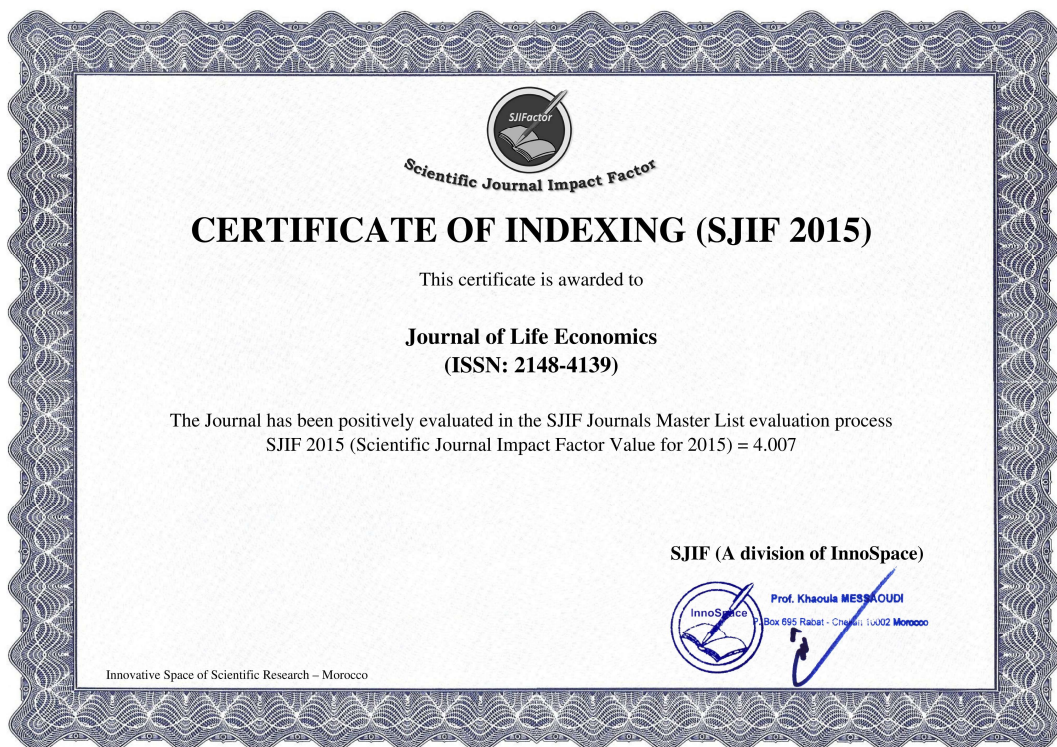 SJIFactor
Scientific Journal Impact Factor
CERTIFICATE OF INDEXING (SJIF 2015)
This certificate is awarded to
Journal of Life Economics
(ISSN: 2148-4139)
The Journal has been positively evaluated in the SJIF Journals Master List evaluation process
SJIF 2015 (Scientific Journal Impact Factor Value for 2015) = 4.007
SJIF (A division of InnoSpace)
InnoSpace
Prof. Khaoula MESSAOUDI
P. Box 695 Rabat - 10002 Morocco
Innovative Space of Scientific Research – Morocco